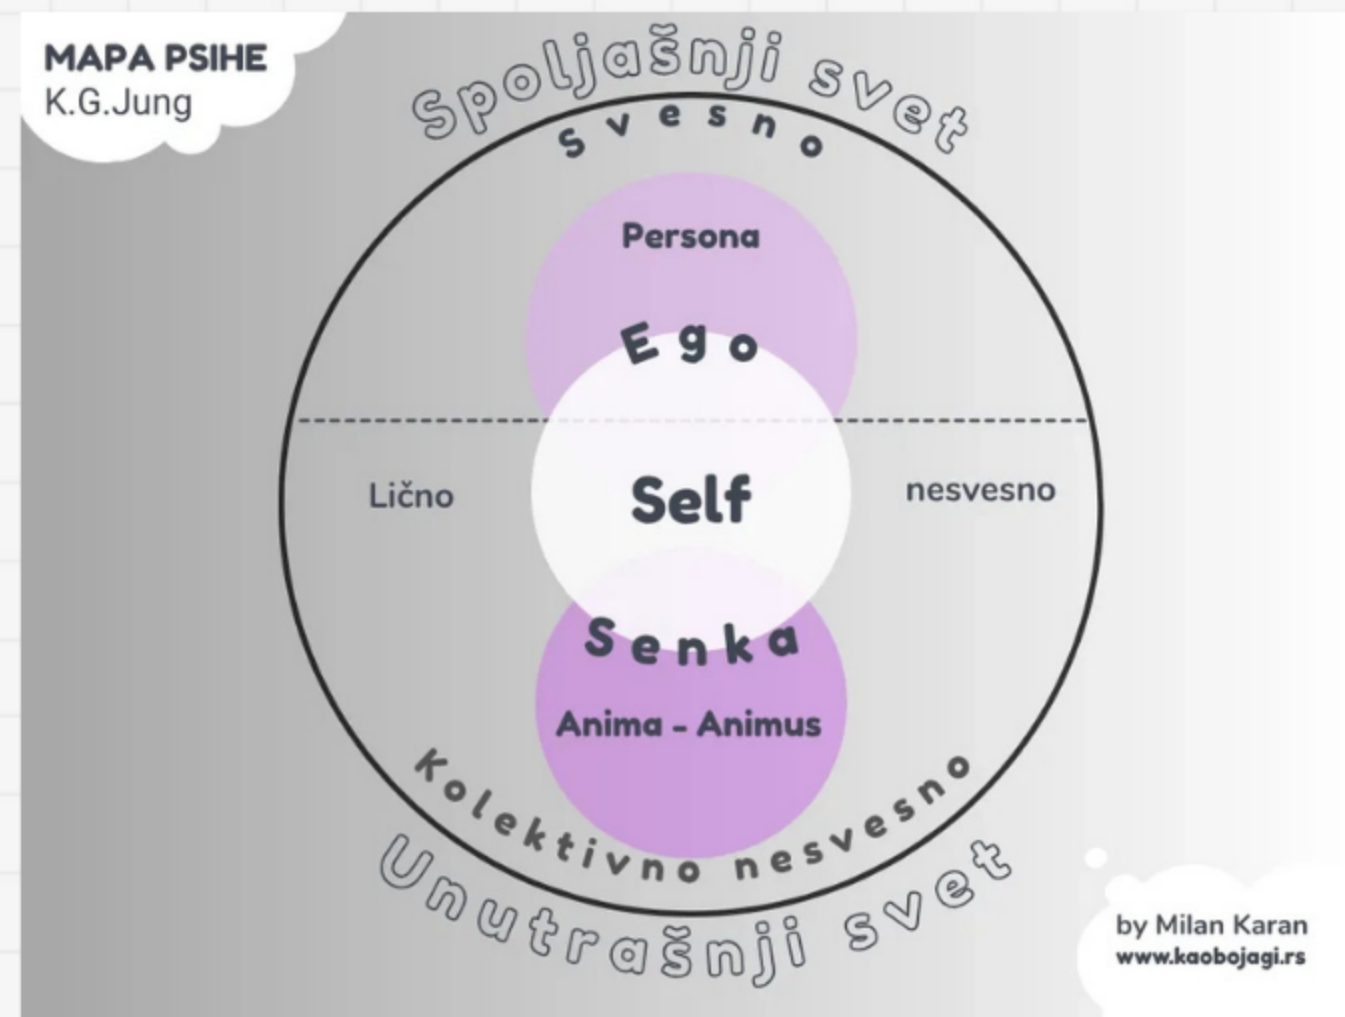 MAPA PSIHE
K.G.Jung
Spoljašnji svet
Svesno
Persona
Ego
Lično
Self
nesvesno
Senka
Anima - Animus
Kolektivno nesvesno
Unutrašnji svet
by Milan Karan
www.kaobojagi.rs